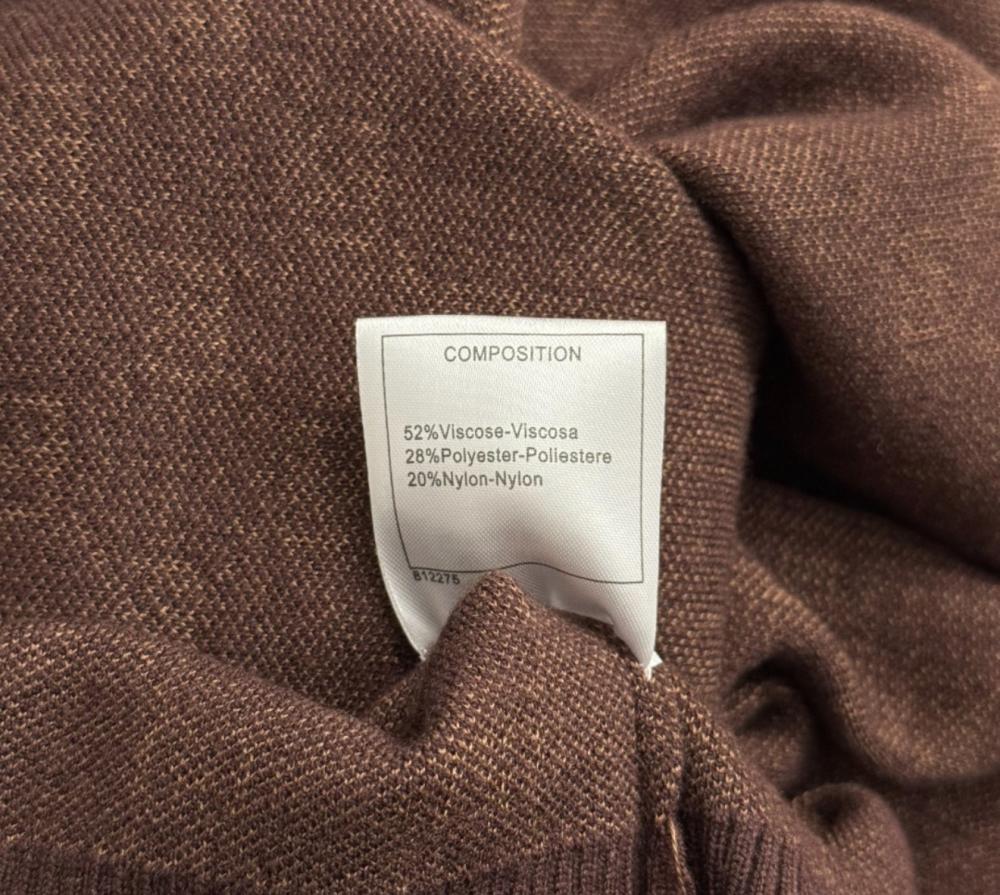 COMPOSITION
52%Viscose-Viscosa
28%Polyester-Poliestere
20%Nylon-Nylon
812275